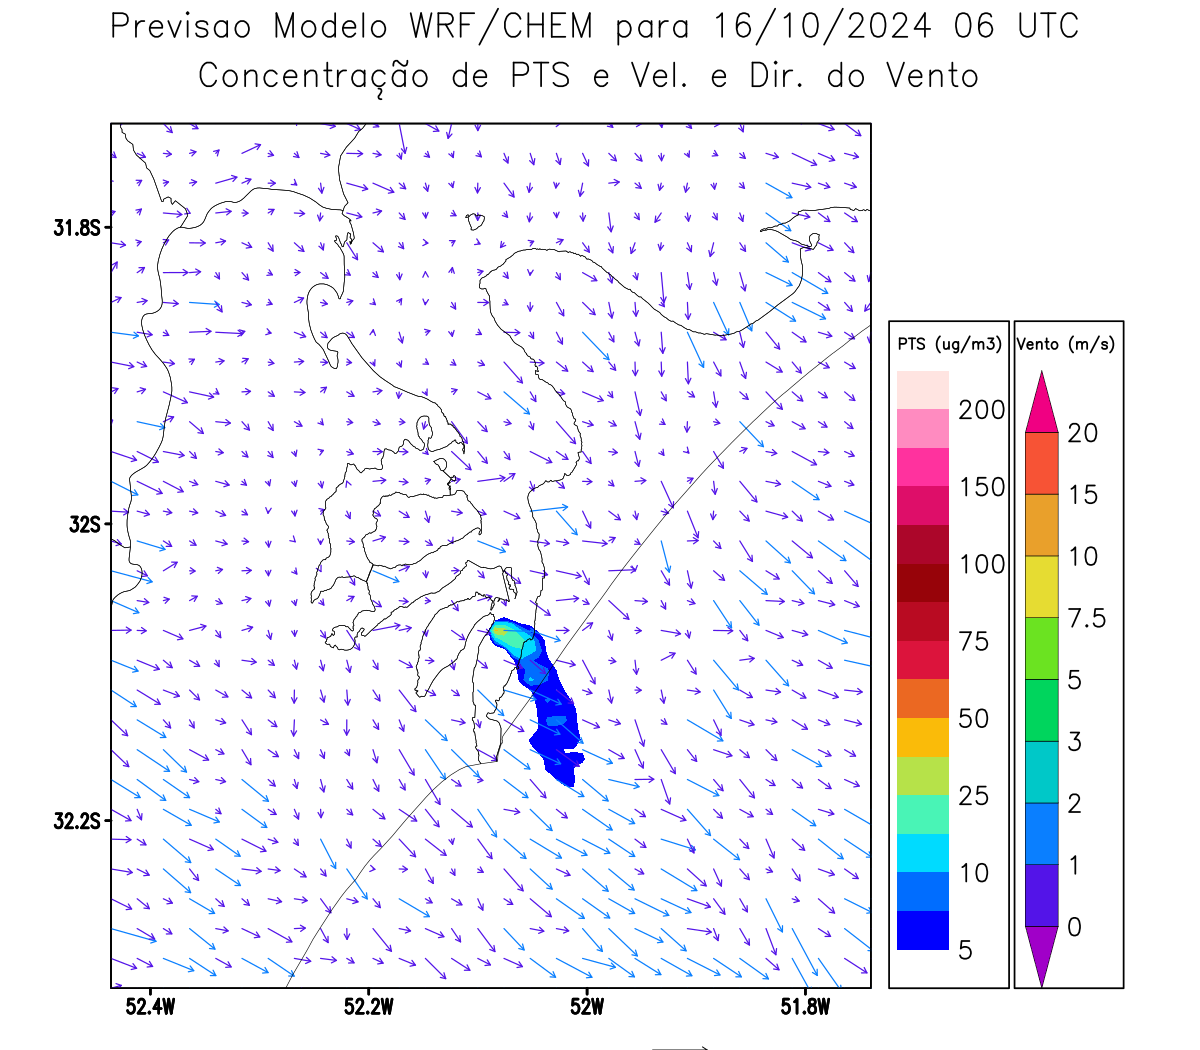 Previsao Modelo WRF/CHEM para 16/10/2024 06 UTC
Concentração de PTS e Vel. e Dir. do Vento
31.8S
32S
32.2S
52.4W 52.2W 52W 51.8W
PTS (ug/m3)
200
150
100
75
50
25
10
5
Vento (m/s)
20
15
10
7.5
5
3
2
1
0